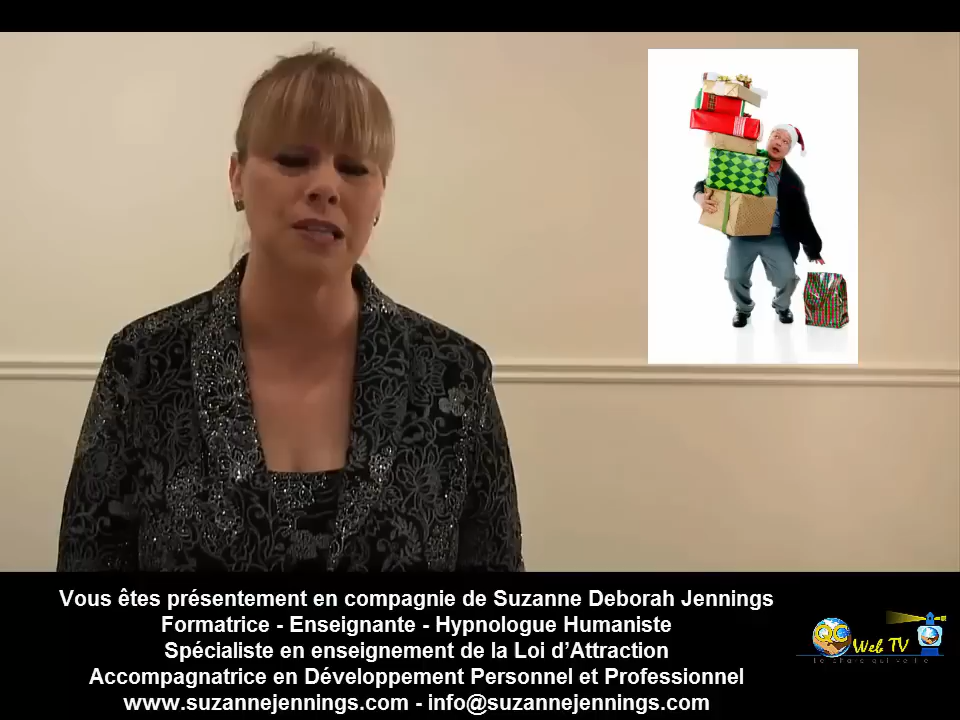 Vous êtes présentement en compagnie de Suzanne Deborah Jennings
Formatrice - Enseignante - Hypnologue Humaniste
Spécialiste en enseignement de la Loi d'Attraction
Accompagnatrice en Développement Personnel et Professionnel
www.suzannejennings.com - info@suzannejennings.com
Web TV